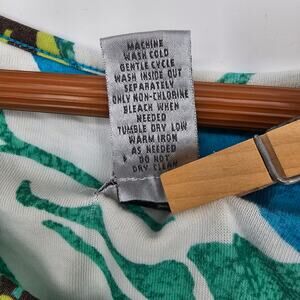 MACHINE
WASH COLD
GENTLE CYCLE
WASH INSIDE OUT
SEPARATELY
ONLY NON-CHLORINE
BLEACH WHEN
NEEDED
TUMBLE DRY LOW
WARM IRON
AS NEEDED
DO NOT
DRY CLEAN